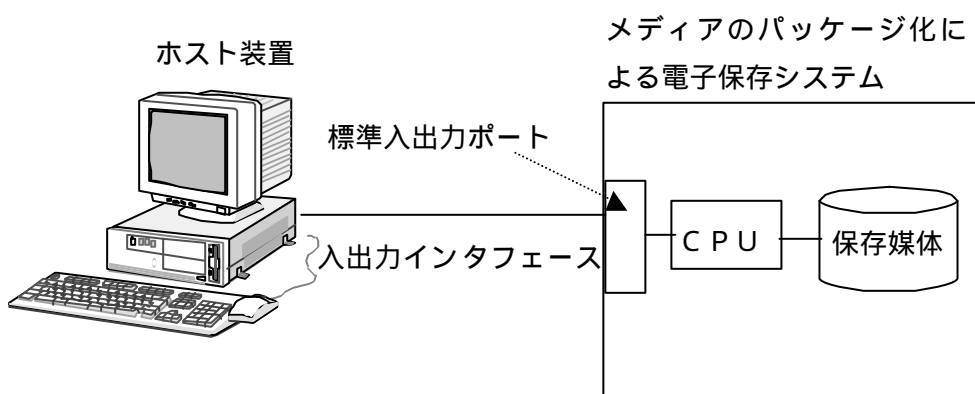 メディアのパッケージ化に
よる電子保存システム
ホスト装置
標準入出力ポート
入出力インタフェース
ＣＰＵ
保存媒体